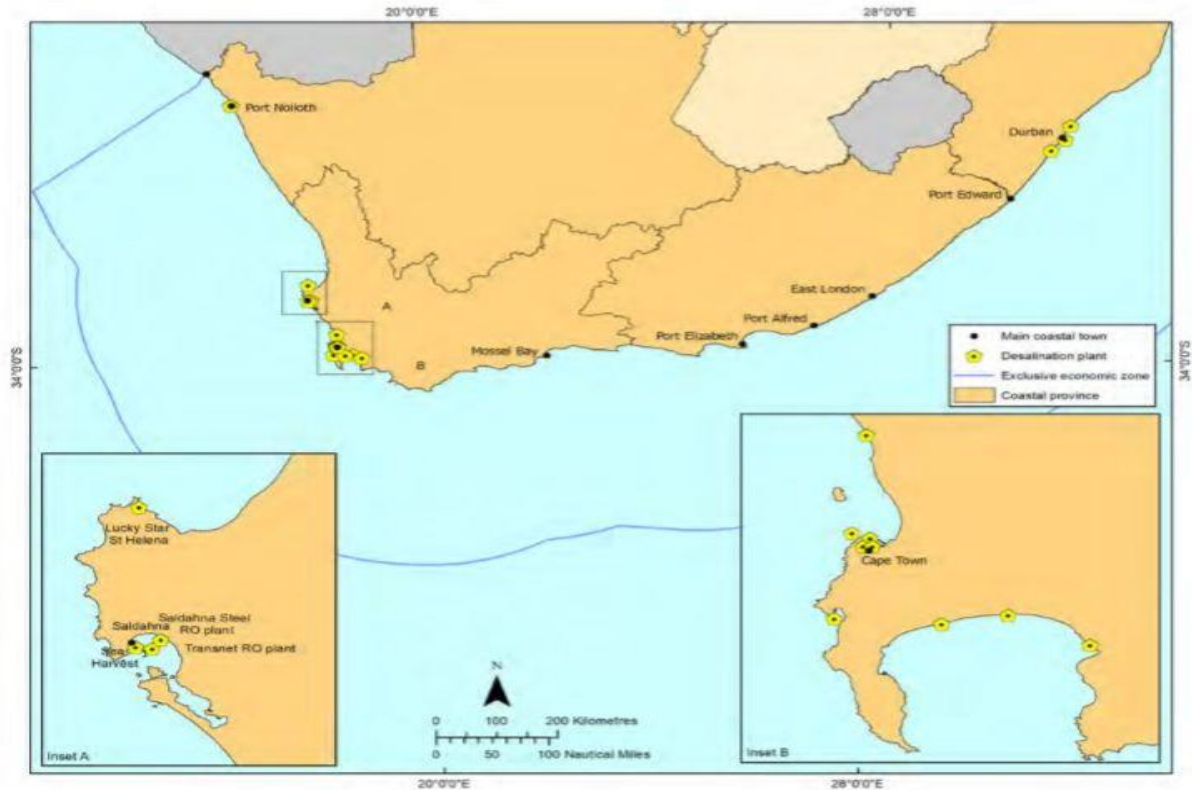 20°0'0"E
28°0'0"E
Port Nolloth
Durban
Port Edward
East London
Port Alfred
Port Elizabeth
Mossel Bay
A
B
34°0'0"S
34°0'0"S
Main coastal town
Desalination plant
Exclusive economic zone
Coastal province
Lucky Star
St Helena
Saldahna Steel
RO plant
Saldahna
Transnet RO plant
Harvest
Inset A
N
0 100 200 Kilometres
0 50 100 Nautical Miles
Cape Town
Inset B
20°0'0"E
28°0'0"E